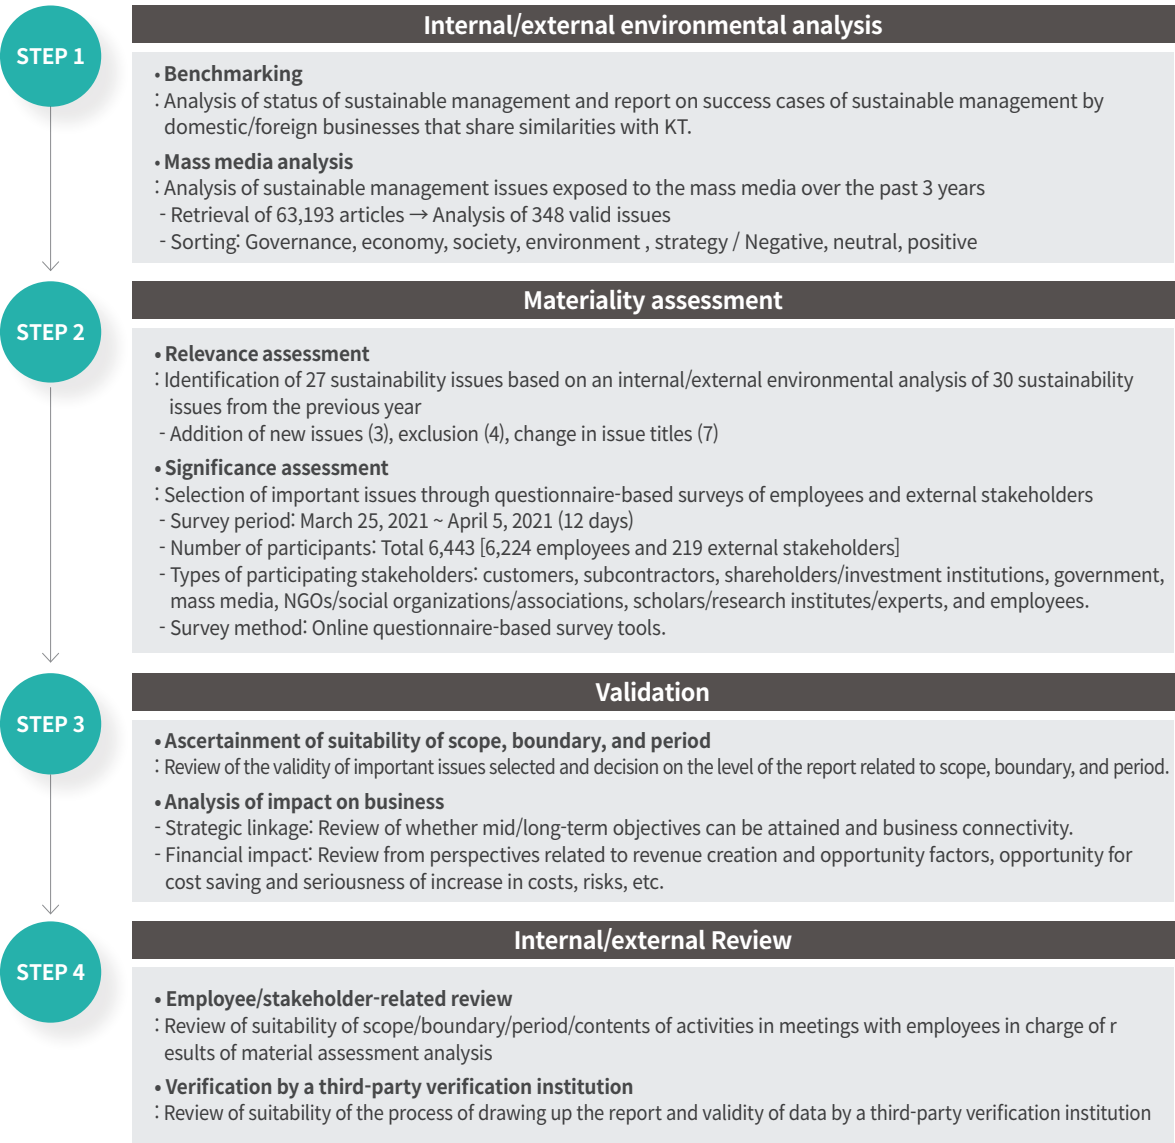 STEP 1
Internal/external environmental analysis
• Benchmarking
: Analysis of status of sustainable management and report on success cases of sustainable management by
domestic/foreign businesses that share similarities with KT.
• Mass media analysis
: Analysis of sustainable management issues exposed to the mass media over the past 3 years
- Retrieval of 63,193 articles → Analysis of 348 valid issues
- Sorting: Governance, economy, society, environment , strategy / Negative, neutral, positive
STEP 2
Materiality assessment
• Relevance assessment
: Identification of 27 sustainability issues based on an internal/external environmental analysis of 30 sustainability
issues from the previous year
- Addition of new issues (3), exclusion (4), change in issue titles (7)
• Significance assessment
: Selection of important issues through questionnaire-based surveys of employees and external stakeholders
- Survey period: March 25, 2021 ~ April 5, 2021 (12 days)
- Number of participants: Total 6,443 [6,224 employees and 219 external stakeholders]
- Types of participating stakeholders: customers, subcontractors, shareholders/investment institutions, government,
mass media, NGOs/social organizations/associations, scholars/research institutes/experts, and employees.
- Survey method: Online questionnaire-based survey tools.
STEP 3
Validation
• Ascertainment of suitability of scope, boundary, and period
: Review of the validity of important issues selected and decision on the level of the report related to scope, boundary, and period.
• Analysis of impact on business
- Strategic linkage: Review of whether mid/long-term objectives can be attained and business connectivity.
- Financial impact: Review from perspectives related to revenue creation and opportunity factors, opportunity for
cost saving and seriousness of increase in costs, risks, etc.
STEP 4
Internal/external Review
• Employee/stakeholder-related review
: Review of suitability of scope/boundary/period/contents of activities in meetings with employees in charge of r
esults of material assessment analysis
• Verification by a third-party verification institution
: Review of suitability of the process of drawing up the report and validity of data by a third-party verification institution